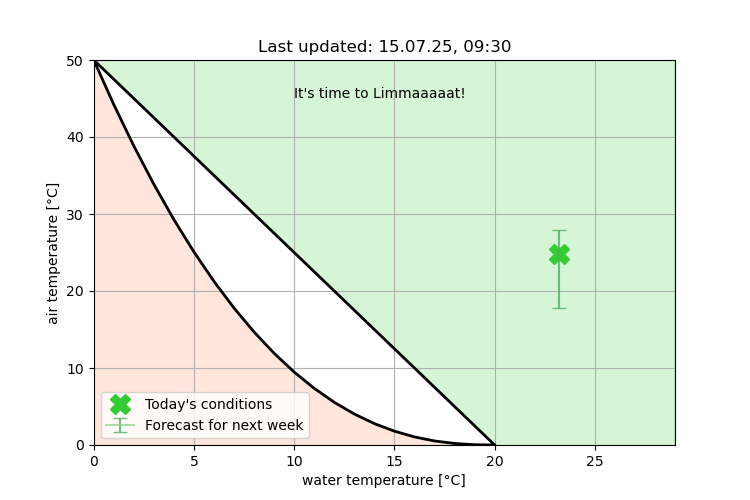 Last updated: 15.07.25, 09:30
50
It's time to Limmaaaaat!
40
30
20
10
0
air temperature [°C]
Today's conditions
Forecast for next week
0 5 10 15 20 25
water temperature [°C]